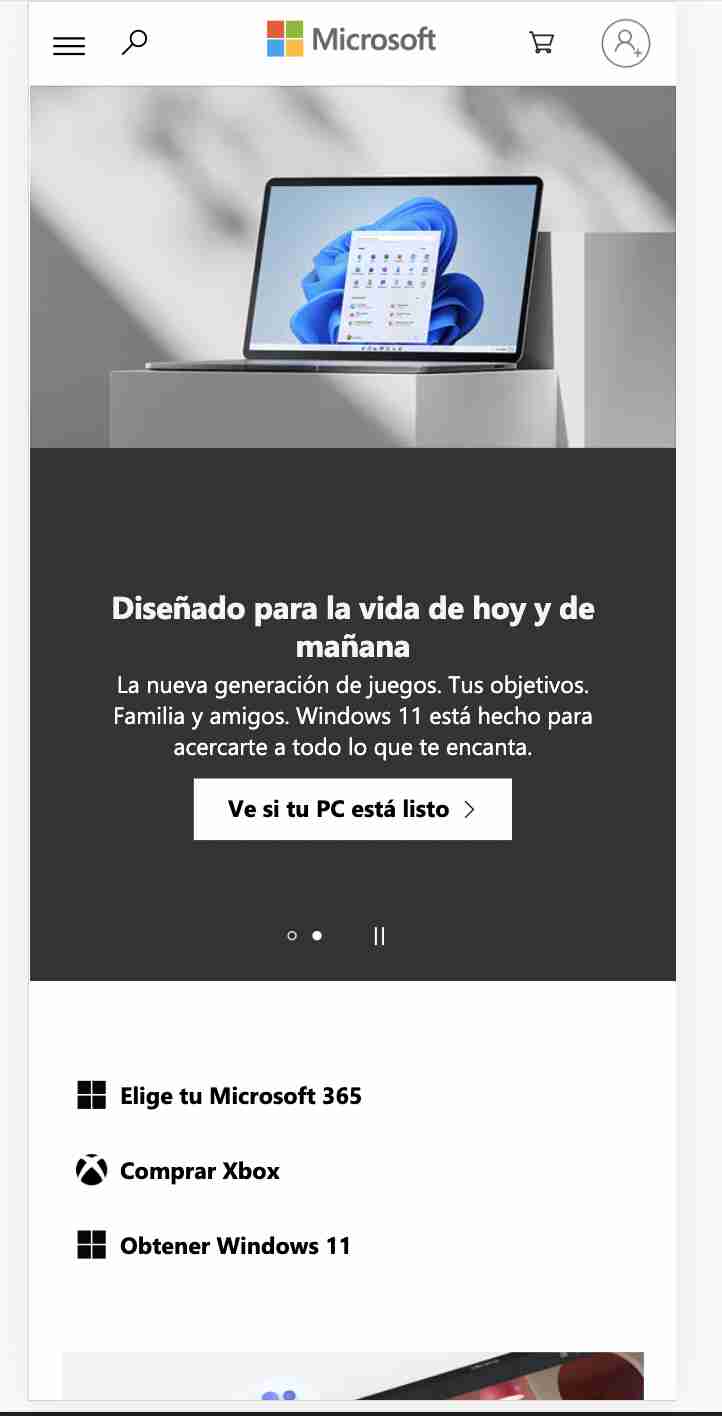 Microsoft
Diseñado para la vida de hoy y de
mañana
La nueva generación de juegos. Tus objetivos.
Familia y amigos. Windows 11 está hecho para
acercarte a todo lo que te encanta.
Ve si tu PC está listo
Elige tu Microsoft 365
Comprar Xbox
Obtener Windows 11